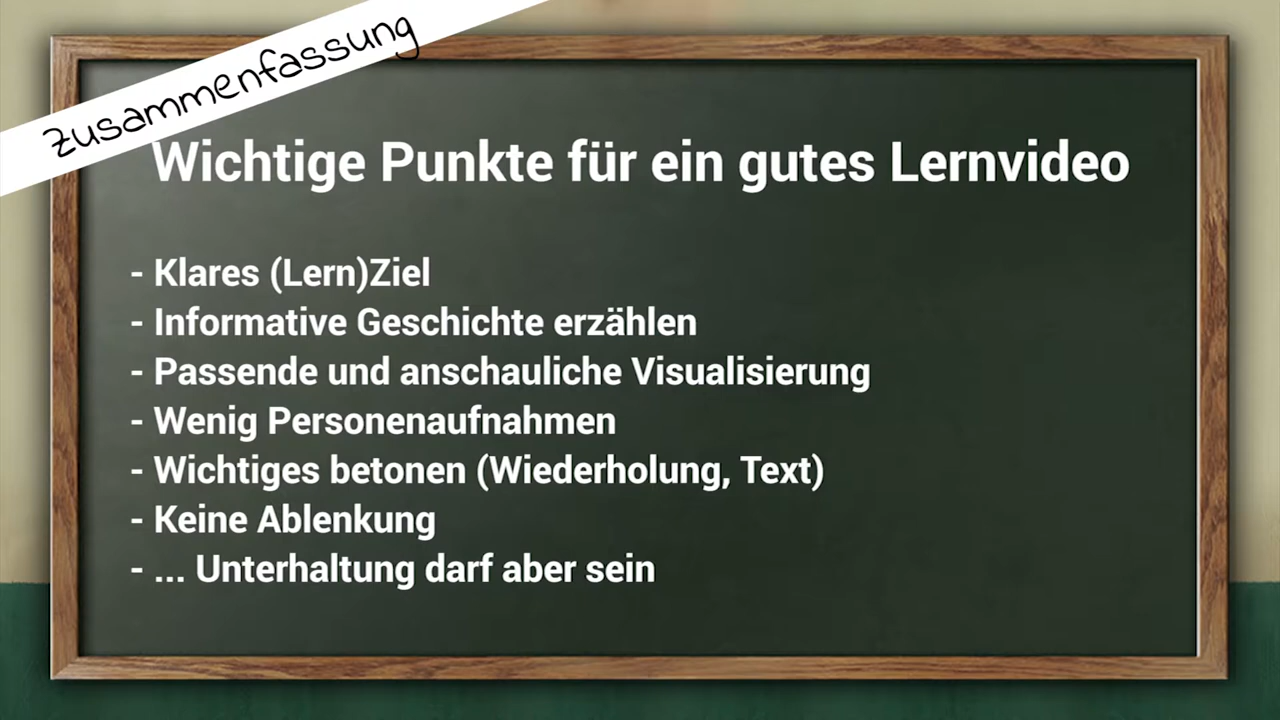 Zusammenfassung
Wichtige Punkte für ein gutes Lernvideo
- Klares (Lern)Ziel
- Informative Geschichte erzählen
- Passende und anschauliche Visualisierung
- Wenig Personenaufnahmen
- Wichtiges betonen (Wiederholung, Text)
- Keine Ablenkung
- ... Unterhaltung darf aber sein